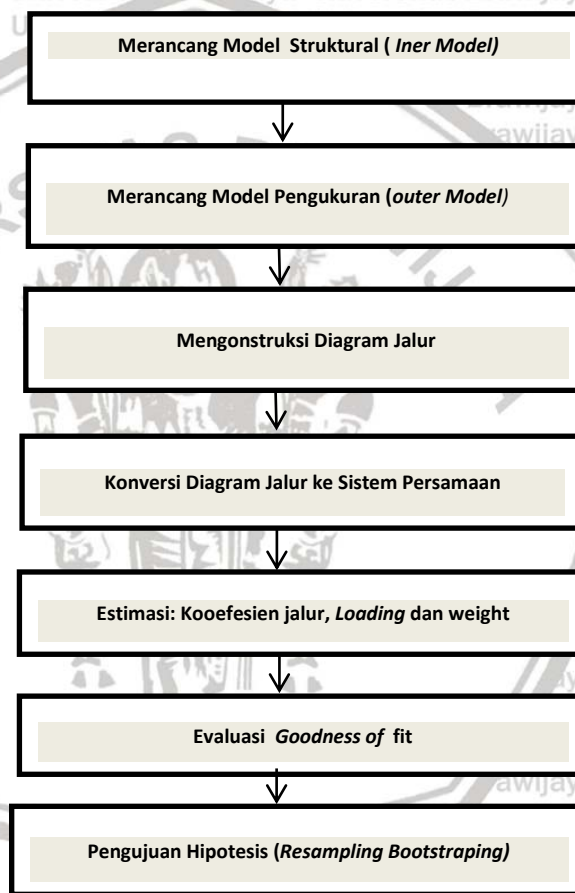 Merancang Model Struktural ( Iner Model)
Merancang Model Pengukuran (outer Model)
Mengonstruksi Diagram Jalur
Konversi Diagram Jalur ke Sistem Persamaan
Estimasi: Kooefesien jalur, Loading dan weight
Evaluasi Goodness of fit
Pengujuan Hipotesis (Resampling Bootstraping)